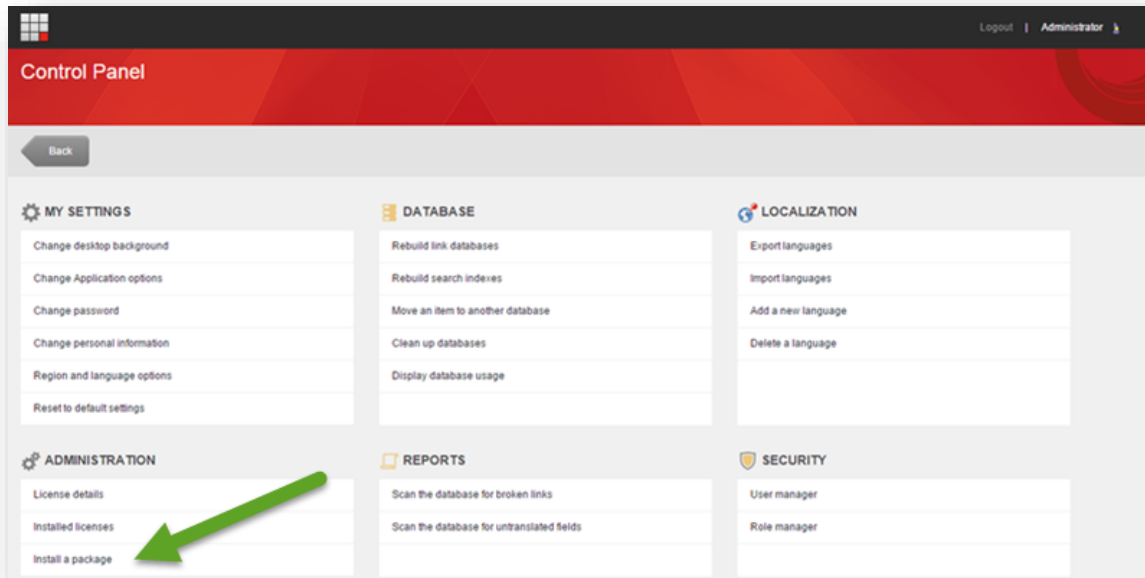 Logout | Administrator
Control Panel
Back
MY SETTINGS
Change desktop background
Change Application options
Change password
Change personal information
Region and language options
Reset to default settings
DATABASE
Rebuild link databases
Rebuild search indexes
Move an item to another database
Clean up databases
Display database usage
LOCALIZATION
Export languages
Import languages
Add a new language
Delete a language
ADMINISTRATION
License details
Installed licenses
Install a package
REPORTS
Scan the database for broken links
Scan the database for untranslated fields
SECURITY
User manager
Role manager